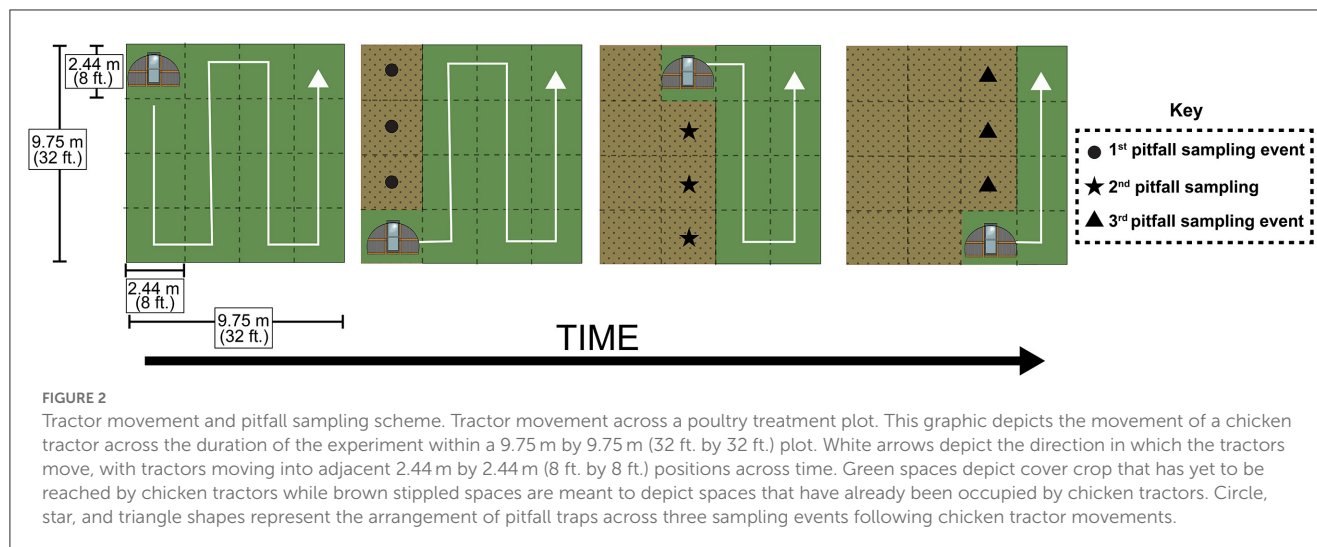 2.44 m
(8 ft.)
9.75 m
(32 ft.)
2.44 m
(8 ft.)
9.75 m
(32 ft.)
Key
1st pitfall sampling event
2nd pitfall sampling
3rd pitfall sampling event
TIME
FIGURE 2
Tractor movement and pitfall sampling scheme. Tractor movement across a poultry treatment plot. This graphic depicts the movement of a chicken
tractor across the duration of the experiment within a 9.75 m by 9.75 m (32 ft. by 32 ft.) plot. White arrows depict the direction in which the tractors
move, with tractors moving into adjacent 2.44 m by 2.44 m (8 ft. by 8 ft.) positions across time. Green spaces depict cover crop that has yet to be
reached by chicken tractors while brown stippled spaces are meant to depict spaces that have already been occupied by chicken tractors. Circle,
star, and triangle shapes represent the arrangement of pitfall traps across three sampling events following chicken tractor movements.